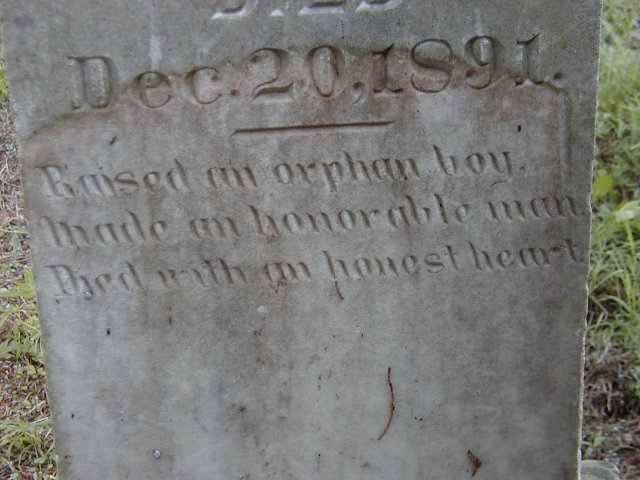 Dec. 20, 1891.
Raised an orphan boy.
Made an honorable man.
Died with an honest heart.